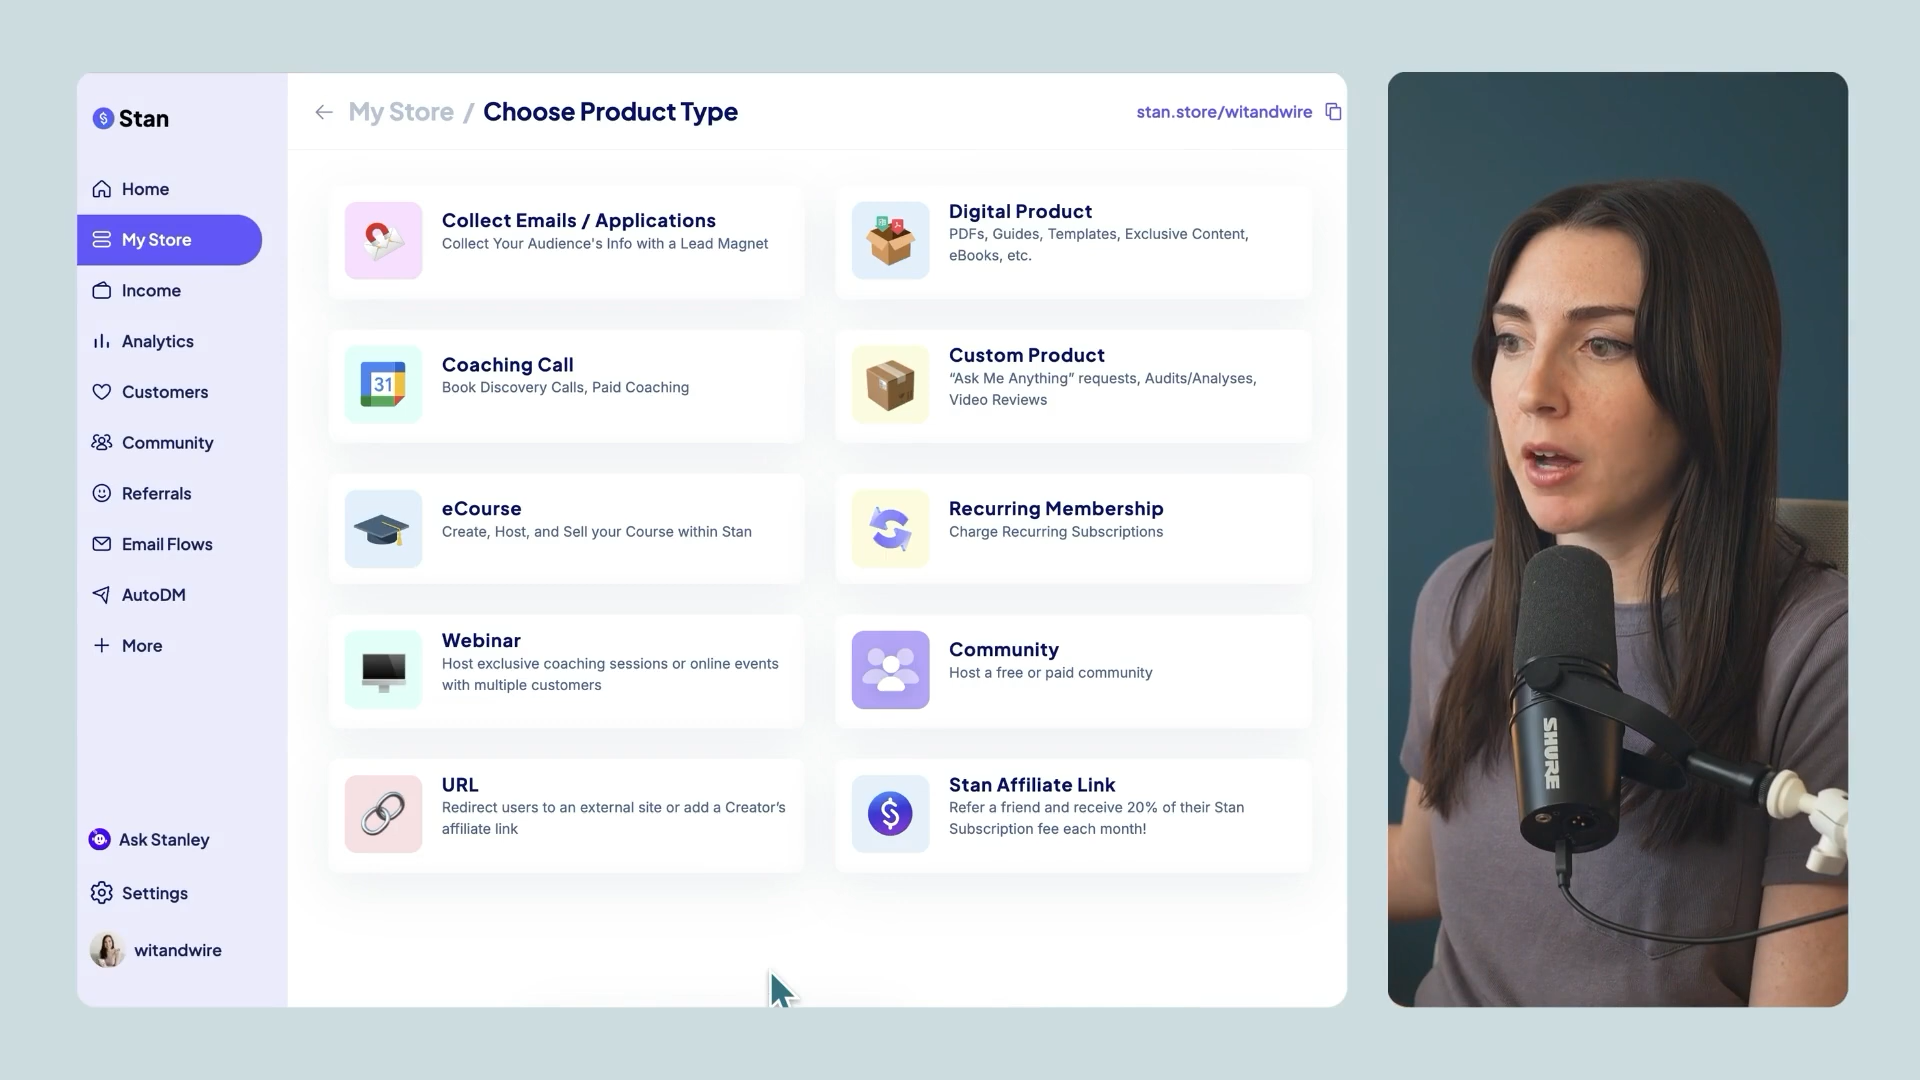 Stan
Home
My Store
Income
Analytics
Customers
Community
Referrals
Email Flows
AutoDM
More
Ask Stanley
Settings
witandwire
My Store / Choose Product Type
stan.store/witandwire
Collect Emails / Applications
Collect Your Audience's Info with a Lead Magnet
Digital Product
PDFs, Guides, Templates, Exclusive Content,
eBooks, etc.
31
Coaching Call
Book Discovery Calls, Paid Coaching
Custom Product
“Ask Me Anything” requests, Audits/Analyses,
Video Reviews
eCourse
Create, Host, and Sell your Course within Stan
Recurring Membership
Charge Recurring Subscriptions
Webinar
Host exclusive coaching sessions or online events
with multiple customers
Community
Host a free or paid community
URL
Redirect users to an external site or add a Creator’s
affiliate link
Stan Affiliate Link
Refer a friend and receive 20% of their Stan
Subscription fee each month!
SHURE